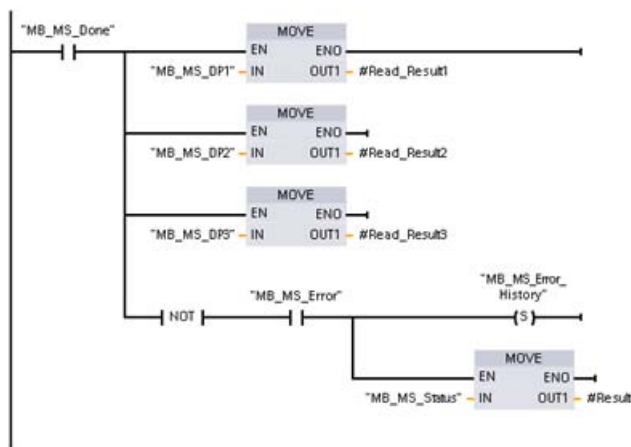 "MB_MS_Done"
MOVE
EN ENO
"MB_MS_DP1" IN OUT1 #Read_Result1
MOVE
EN ENO
"MB_MS_DP2" IN OUT1 #Read_Result2
MOVE
EN ENO
"MB_MS_DP3" IN OUT1 #Read_Result3
NOT
"MB_MS_Error"
"MB_MS_Error_
History"
S
MOVE
EN ENO
"MB_MS_Status" IN OUT1 #Result